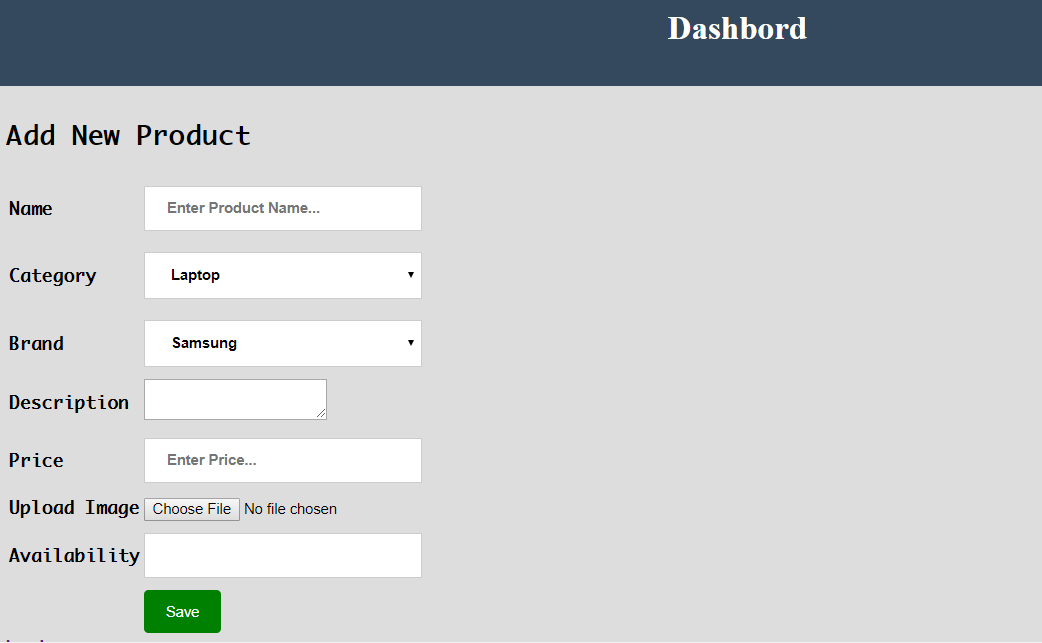 Dashbord
Add New Product
Name Enter Product Name...
Category Laptop
Brand Samsung
Description
Price Enter Price...
Upload Image Choose File No file chosen
Availability
Save